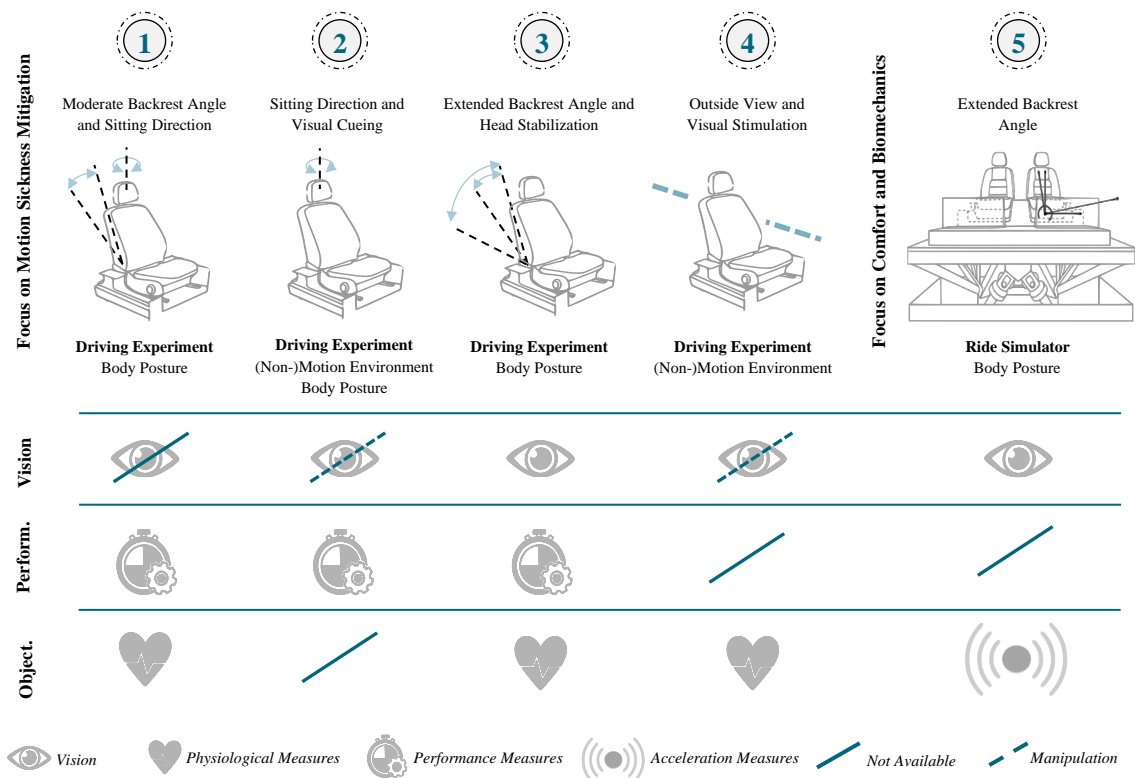 1
2
3
4
5
Focus on Motion Sickness Mitigation
Moderate Backrest Angle
and Sitting Direction
Sitting Direction and
Visual Cueing
Extended Backrest Angle and
Head Stabilization
Outside View and
Visual Stimulation
Focus on Comfort and Biomechanics
Extended Backrest
Angle
Driving Experiment
Body Posture
Driving Experiment
(Non-)Motion Environment
Body Posture
Driving Experiment
Body Posture
Driving Experiment
(Non-)Motion Environment
Ride Simulator
Body Posture
Vision
Perform.
Object.
Vision
Physiological Measures
Performance Measures
Acceleration Measures
Not Available
Manipulation